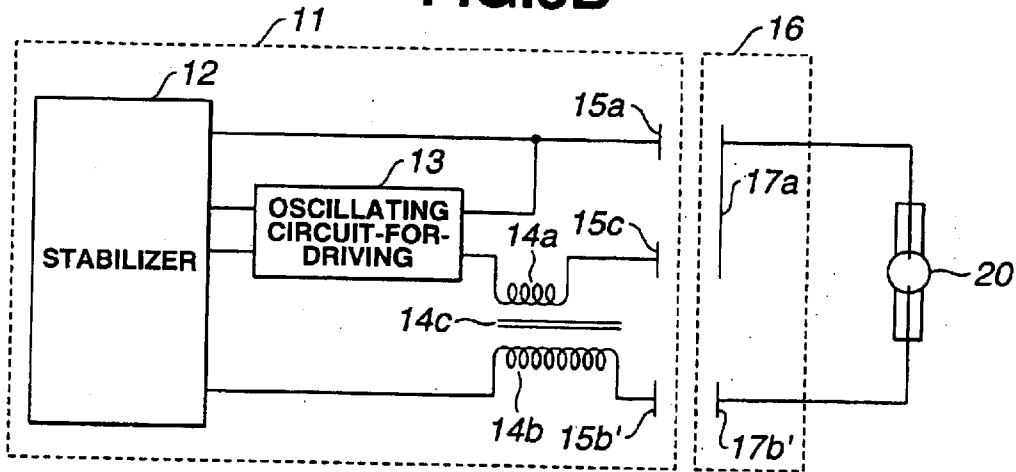 11
16
12
15a
13
17a
OSCILLATING
CIRCUIT-FOR-
DRIVING
15c
14a
STABILIZER
20
14c
14b
15b'
17b'